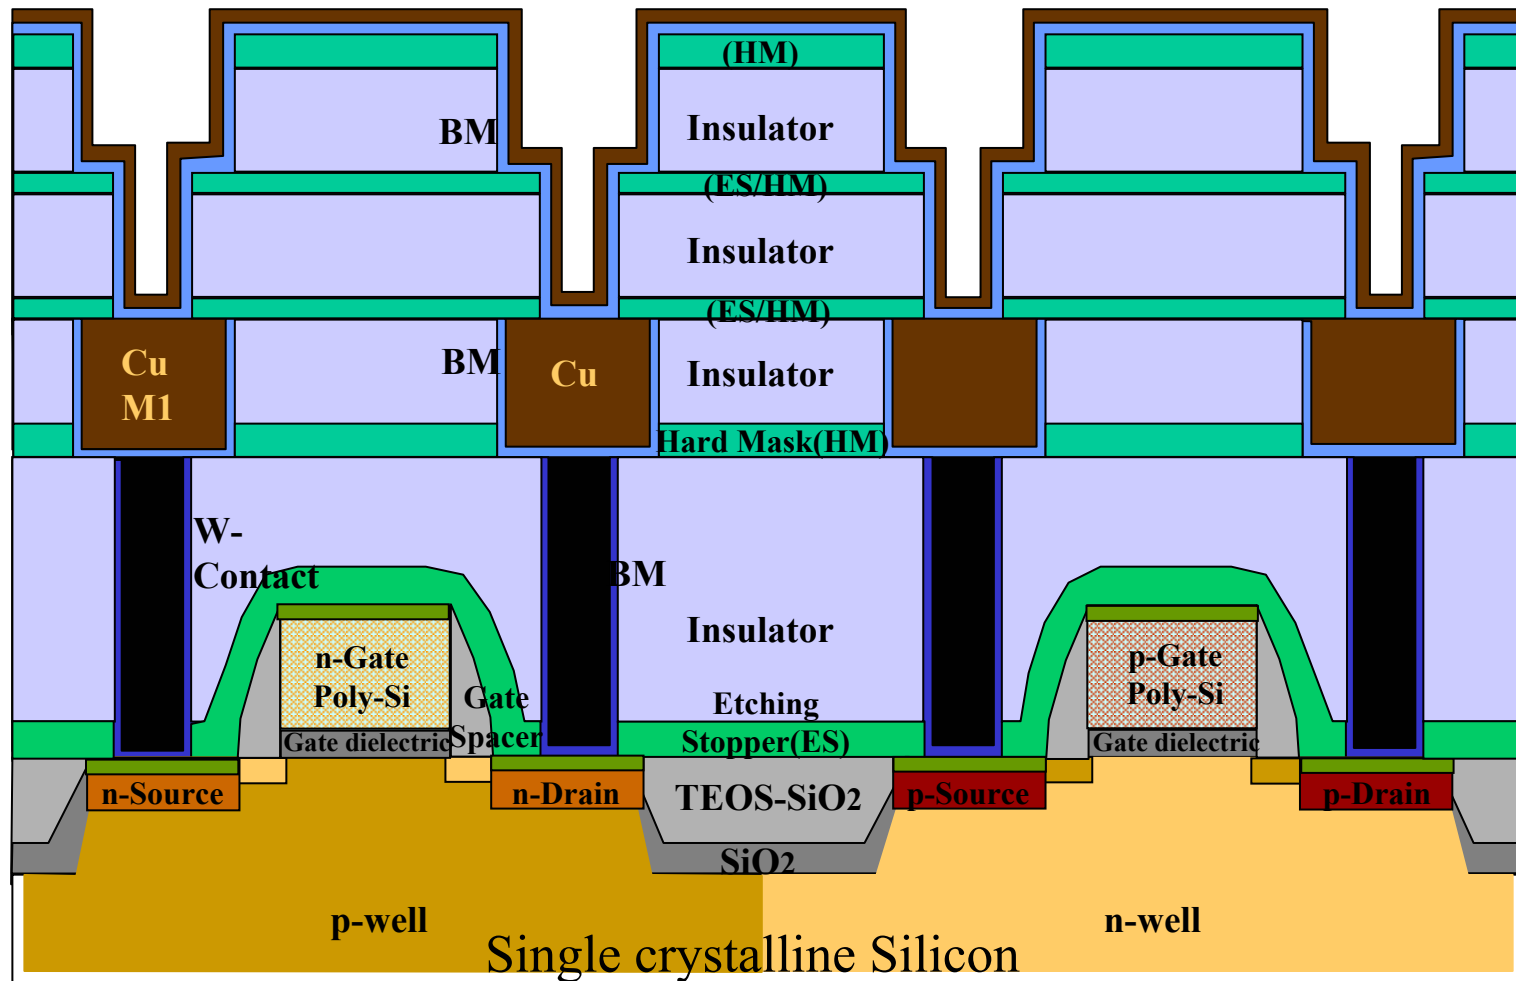 (HM)
BM
Insulator
(ES/HM)
Insulator
(ES/HM)
Cu
M1
BM
Cu
Insulator
Hard Mask(HM)
W-
Contact
BM
Insulator
n-Gate
Poly-Si
p-Gate
Poly-Si
Gate
Spacer
Etching
Stopper(ES)
Gate dielectric
Gate dielectric
n-Source
n-Drain
TEOS-SiO2
p-Source
p-Drain
SiO2
p-well
n-well
Single crystalline Silicon